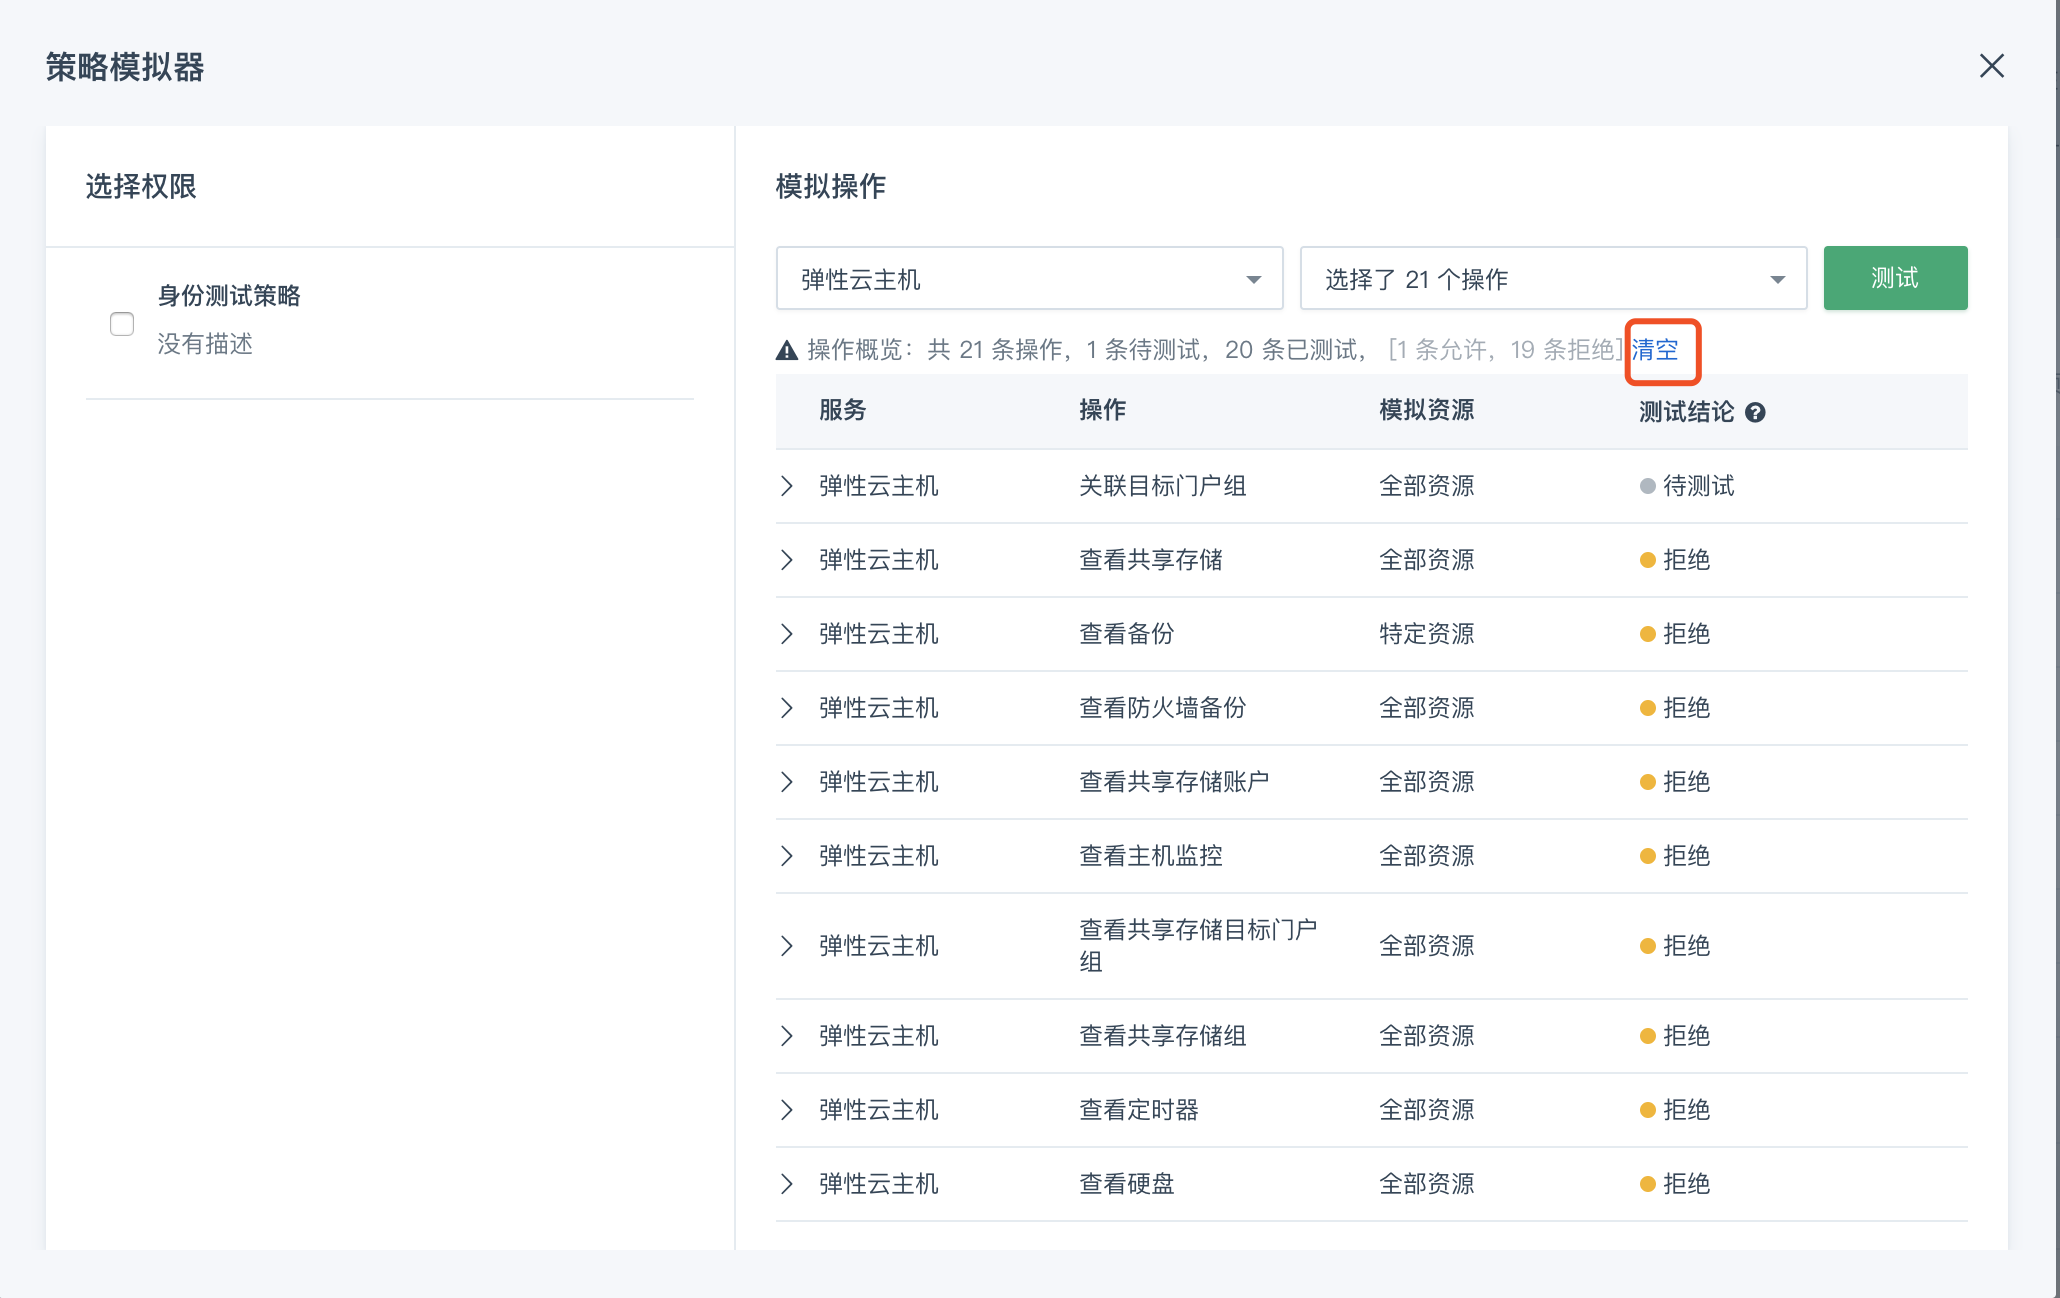 策略模拟器
选择权限
身份测试策略
没有描述
模拟操作
弹性云主机
选择了 21 个操作
测试
操作概览：共 21 条操作，1 条待测试，20 条已测试， [1 条允许，19 条拒绝] 清空
服务 操作 模拟资源 测试结论
弹性云主机 关联目标门户组 全部资源 待测试
弹性云主机 查看共享存储 全部资源 拒绝
弹性云主机 查看备份 特定资源 拒绝
弹性云主机 查看防火墙备份 全部资源 拒绝
弹性云主机 查看共享存储账户 全部资源 拒绝
弹性云主机 查看主机监控 全部资源 拒绝
弹性云主机 查看共享存储目标门户 全部资源 拒绝
组
弹性云主机 查看共享存储组 全部资源 拒绝
弹性云主机 查看定时器 全部资源 拒绝
弹性云主机 查看硬盘 全部资源 拒绝